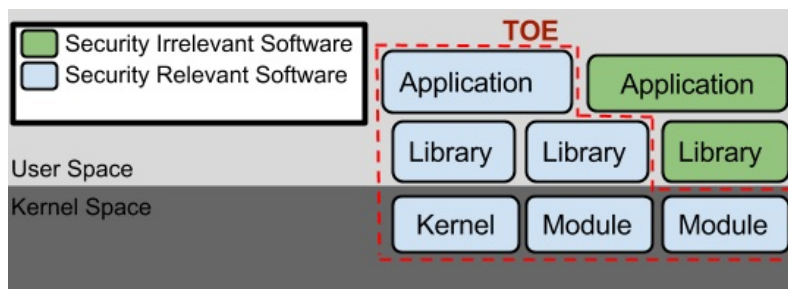 Security Irrelevant Software
Security Relevant Software
TOE
Application
Application
Library
Library
Library
User Space
Kernel Space
Kernel
Module
Module